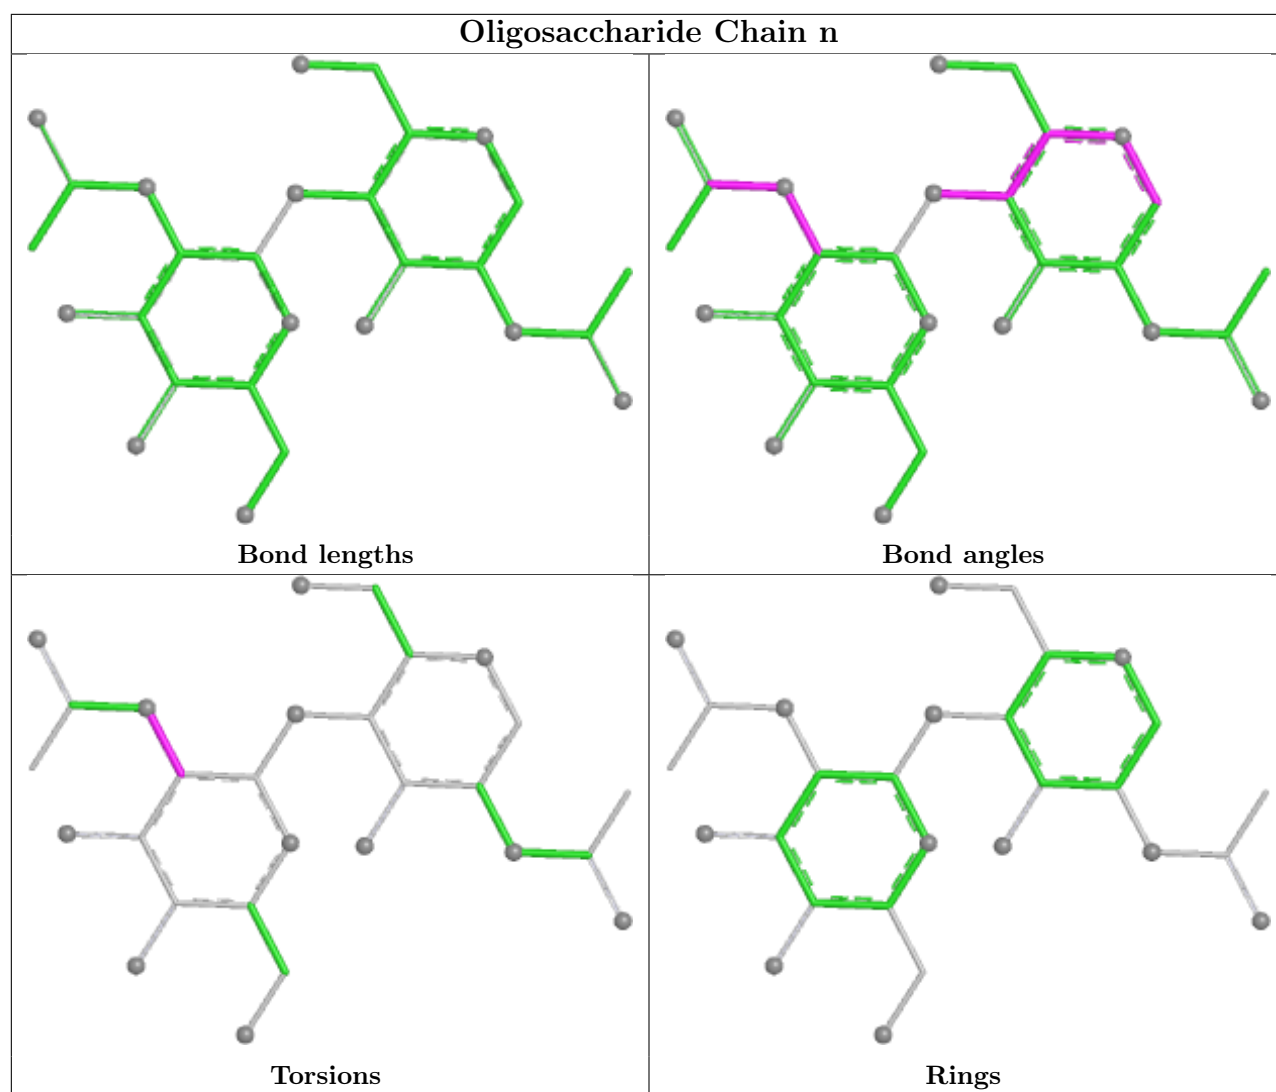 Oligosaccharide Chain n
Bond lengths
Bond angles
Torsions
Rings